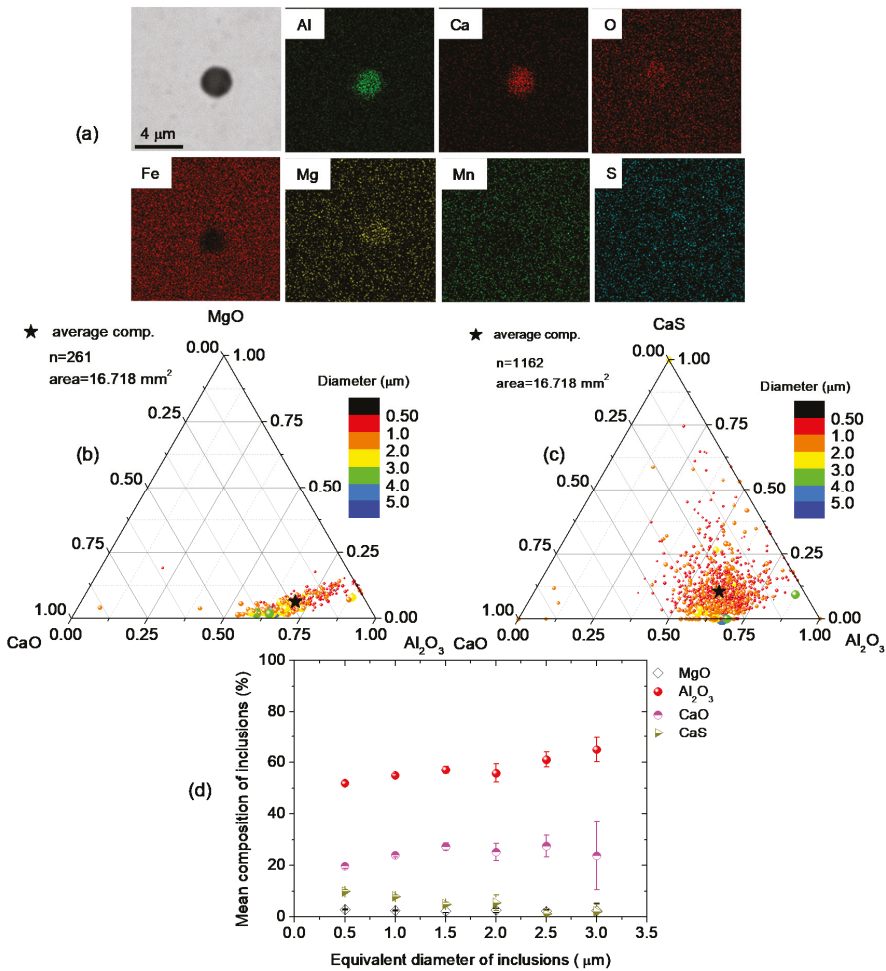 Al
Ca
O
(a)
4 μm
Fe
Mg
Mn
S
MgO
★ average comp.
n=261
area=16.718 mm²
0.00
1.00
Diameter (μm)
0.50
1.0
2.0
3.0
4.0
5.0
0.25
0.75
(b)
0.50
0.50
0.75
0.25
1.00
0.00
CaO
0.00
0.25
0.50
0.75
1.00
Al₂O₃
CaS
★ average comp.
n=1162
area=16.718 mm²
0.00
1.00
Diameter (μm)
0.50
1.0
2.0
3.0
4.0
5.0
0.25
0.75
(c)
0.50
0.50
0.75
0.25
1.00
0.00
CaO
0.00
0.25
0.50
0.75
1.00
Al₂O₃
(d)
Mean composition of inclusions (%)
100
80
60
40
20
0
MgO
Al₂O₃
CaO
CaS
0.0
0.5
1.0
1.5
2.0
2.5
3.0
3.5
Equivalent diameter of inclusions ( μm)